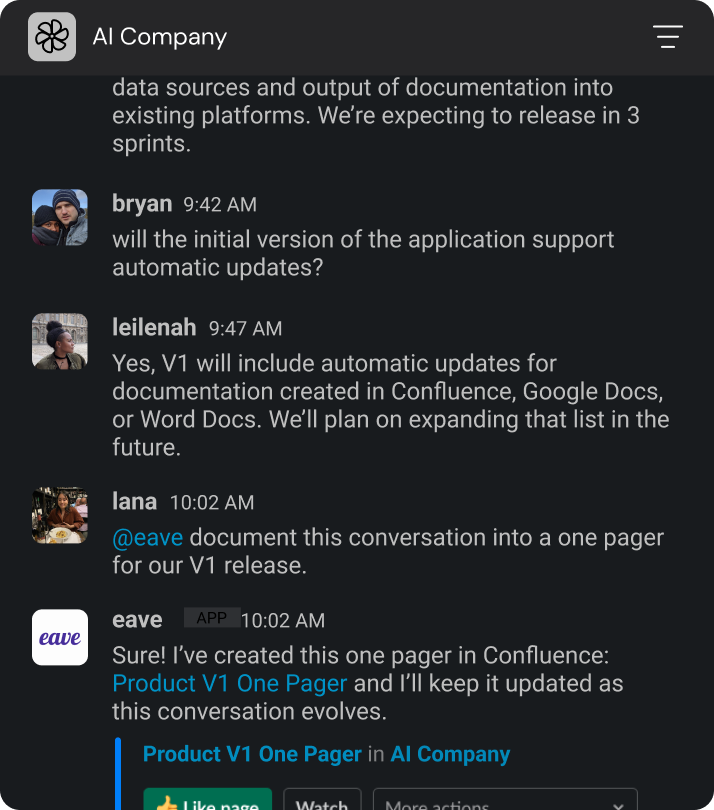 AI Company
data sources and output of documentation into
existing platforms. We’re expecting to release in 3
sprints.
bryan 9:42 AM
will the initial version of the application support
automatic updates?
leilenah 9:47 AM
Yes, V1 will include automatic updates for
documentation created in Confluence, Google Docs,
or Word Docs. We’ll plan on expanding that list in the
future.
lana 10:02 AM
@eave document this conversation into a one pager
for our V1 release.
eave APP 10:02 AM
eave
Sure! I’ve created this one pager in Confluence:
Product V1 One Pager and I’ll keep it updated as
this conversation evolves.
Product V1 One Pager in AI Company
Like page Watch More actions